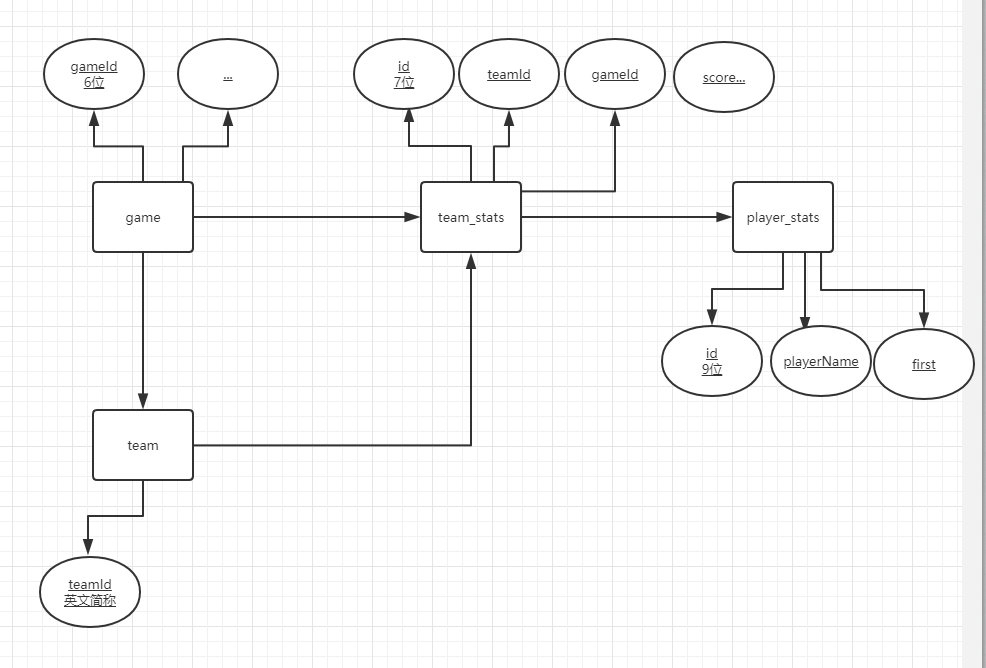 gameId
6位
...
id
7位
teamId
gameId
score...
game
team_stats
player_stats
id
9位
playerName
first
team
teamId
英文简称